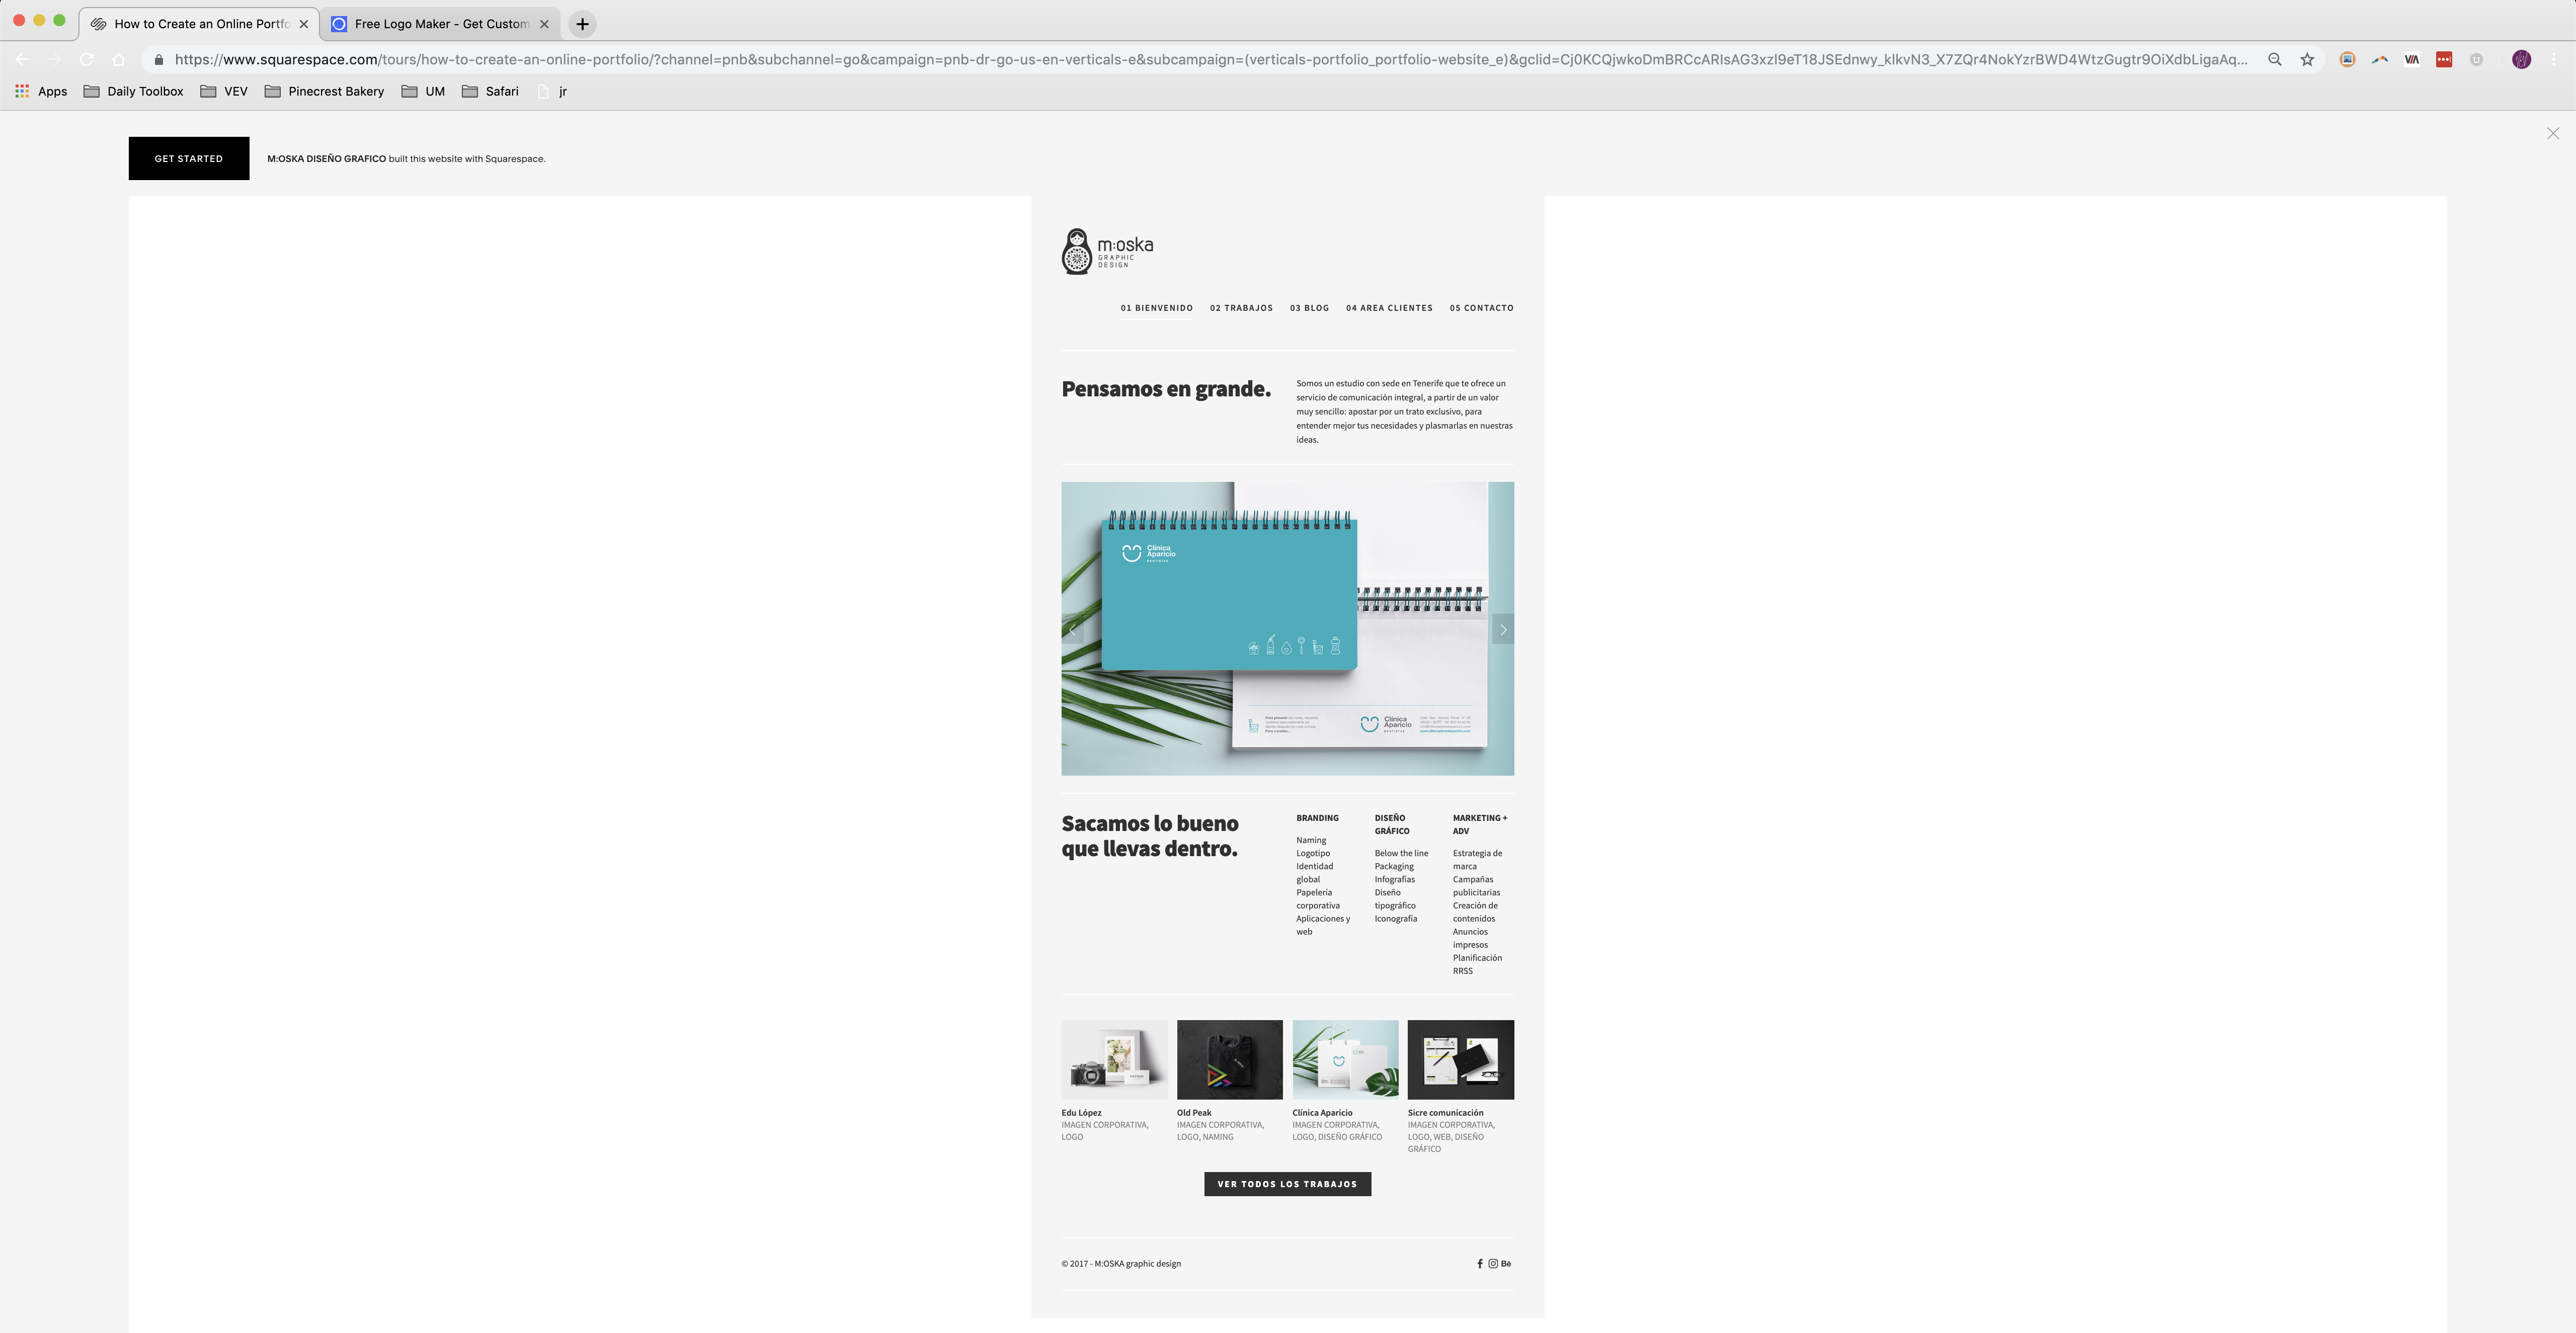 How to Create an Online Portfo
Free Logo Maker - Get Custom
https://www.squarespace.com/tours/how-to-create-an-online-portfolio/?channel=pnb&subchannel=go&campaign=pnb-dr-go-us-en-verticals-e&subcampaign=(verticals-portfolio_portfolio-website_e)&gclid=
Apps
Daily Toolbox
VEV
Pinecrest Bakery
UM
Safari
jr
GET STARTED
M:OSKA DISEÑO GRAFICO built this website with Squarespace.
m:oska
GRAPHIC
DESIGN
01 BIENVENIDO 02 TRABAJOS 03 BLOG 04 AREA CLIENTES 05 CONTACTO
Pensamos en grande.
Somos un estudio con sede en Tenerife que te ofrece un
servicio de comunicación integral, a partir de un valor
muy sencillo: apostar por un trato exclusivo, para
entender mejor tus necesidades y plasmarlas en nuestras
ideas.
Clínica
Aparicio
DENTISTAS
Clínica
Aparicio
DENTISTAS
Sacamos lo bueno
que llevas dentro.
BRANDING
Naming
Logotipo
Identidad
global
Papelería
corporativa
Aplicaciones y
web
DISEÑO
GRÁFICO
Below the line
Packaging
Infografías
Diseño
tipográfico
Iconografía
MARKETING +
ADV
Estrategia de
marca
Campañas
publicitarias
Creación de
contenidos
Anuncios
impresos
Planificación
RRSS
Edu López
IMAGEN CORPORATIVA,
LOGO
Old Peak
IMAGEN CORPORATIVA,
LOGO, NAMING
Clínica Aparicio
IMAGEN CORPORATIVA,
LOGO, DISEÑO GRÁFICO
Sicre comunicación
IMAGEN CORPORATIVA,
LOGO, WEB, DISEÑO
GRÁFICO
VER TODOS LOS TRABAJOS
© 2017 - M:OSKA graphic design
Bē